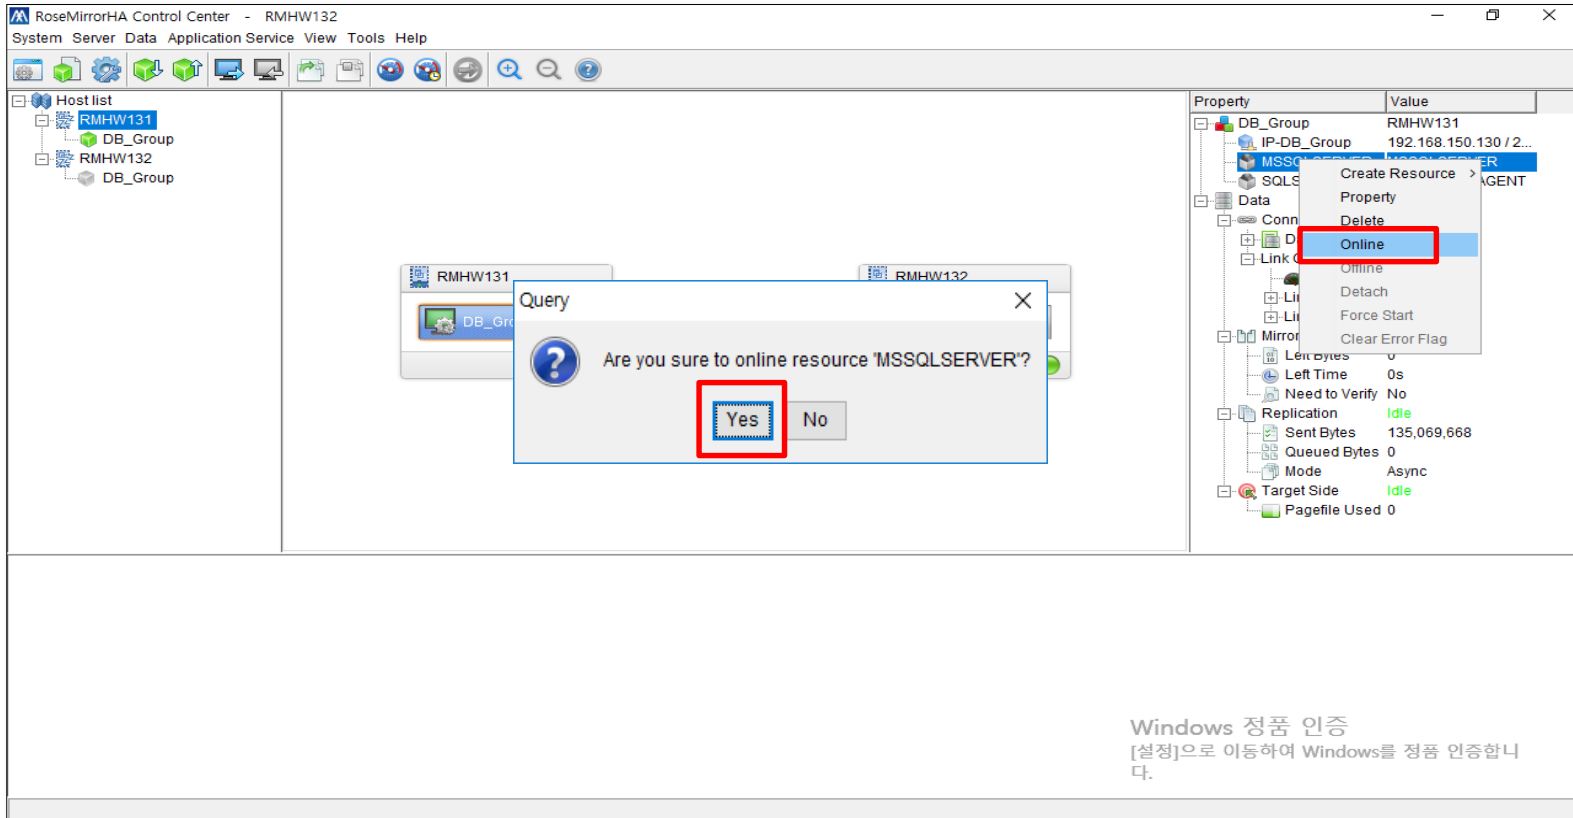 RoseMirrorHA Control Center - RMHW132
System Server Data Application Service View Tools Help
Host list
RMHW131
DB_Group
RMHW132
DB_Group
RMHW131
RMHW132
Query
Are you sure to online resource 'MSSQLSERVER'?
Yes
No
Property Value
DB_Group RMHW131
IP-DB_Group 192.168.150.130 / 2...
Data
Create Resource
Property
Delete
Online
Offline
Detach
Force Start
Clear Error Flag
Left Bytes 0
Left Time 0s
Need to Verify No
Replication Idle
Sent Bytes 135,069,668
Queued Bytes 0
Mode Async
Target Side Idle
Pagefile Used 0
Windows 정품 인증
[설정]으로 이동하여 Windows를 정품 인증합니
다.